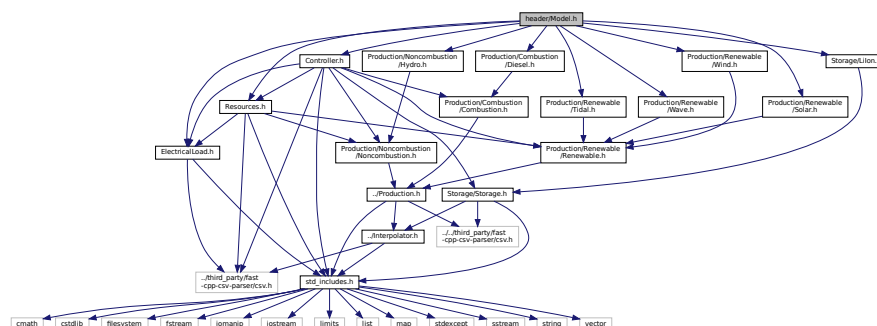 header/Model.h
Controller.h
Production/Noncombustion
/Hydro.h
Production/Combustion
/Diesel.h
Production/Renewable
/Wind.h
Storage/LiIon.h
Resources.h
Production/Combustion
/Combustion.h
Production/Renewable
/Tidal.h
Production/Renewable
/Wave.h
Production/Renewable
/Solar.h
ElectricalLoad.h
Production/Noncombustion
/Noncombustion.h
Production/Renewable
/Renewable.h
../Production.h
Storage/Storage.h
../Interpolator.h
../../third_party/fast
-cpp-csv-parser/csv.h
../third_party/fast
-cpp-csv-parser/csv.h
std_includes.h
cmath
cstdlib
filesystem
fstream
iomanip
iostream
limits
list
map
stdexcept
sstream
string
vector